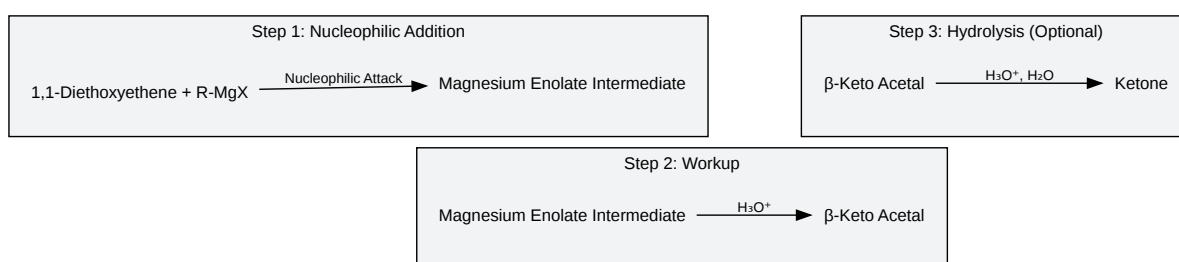 Step 1: Nucleophilic Addition
1,1-Diethoxyethene + R-MgX
Nucleophilic Attack
Magnesium Enolate Intermediate
Step 2: Workup
Magnesium Enolate Intermediate
H₃O⁺
β-Keto Acetal
Step 3: Hydrolysis (Optional)
β-Keto Acetal
H₃O⁺, H₂O
Ketone